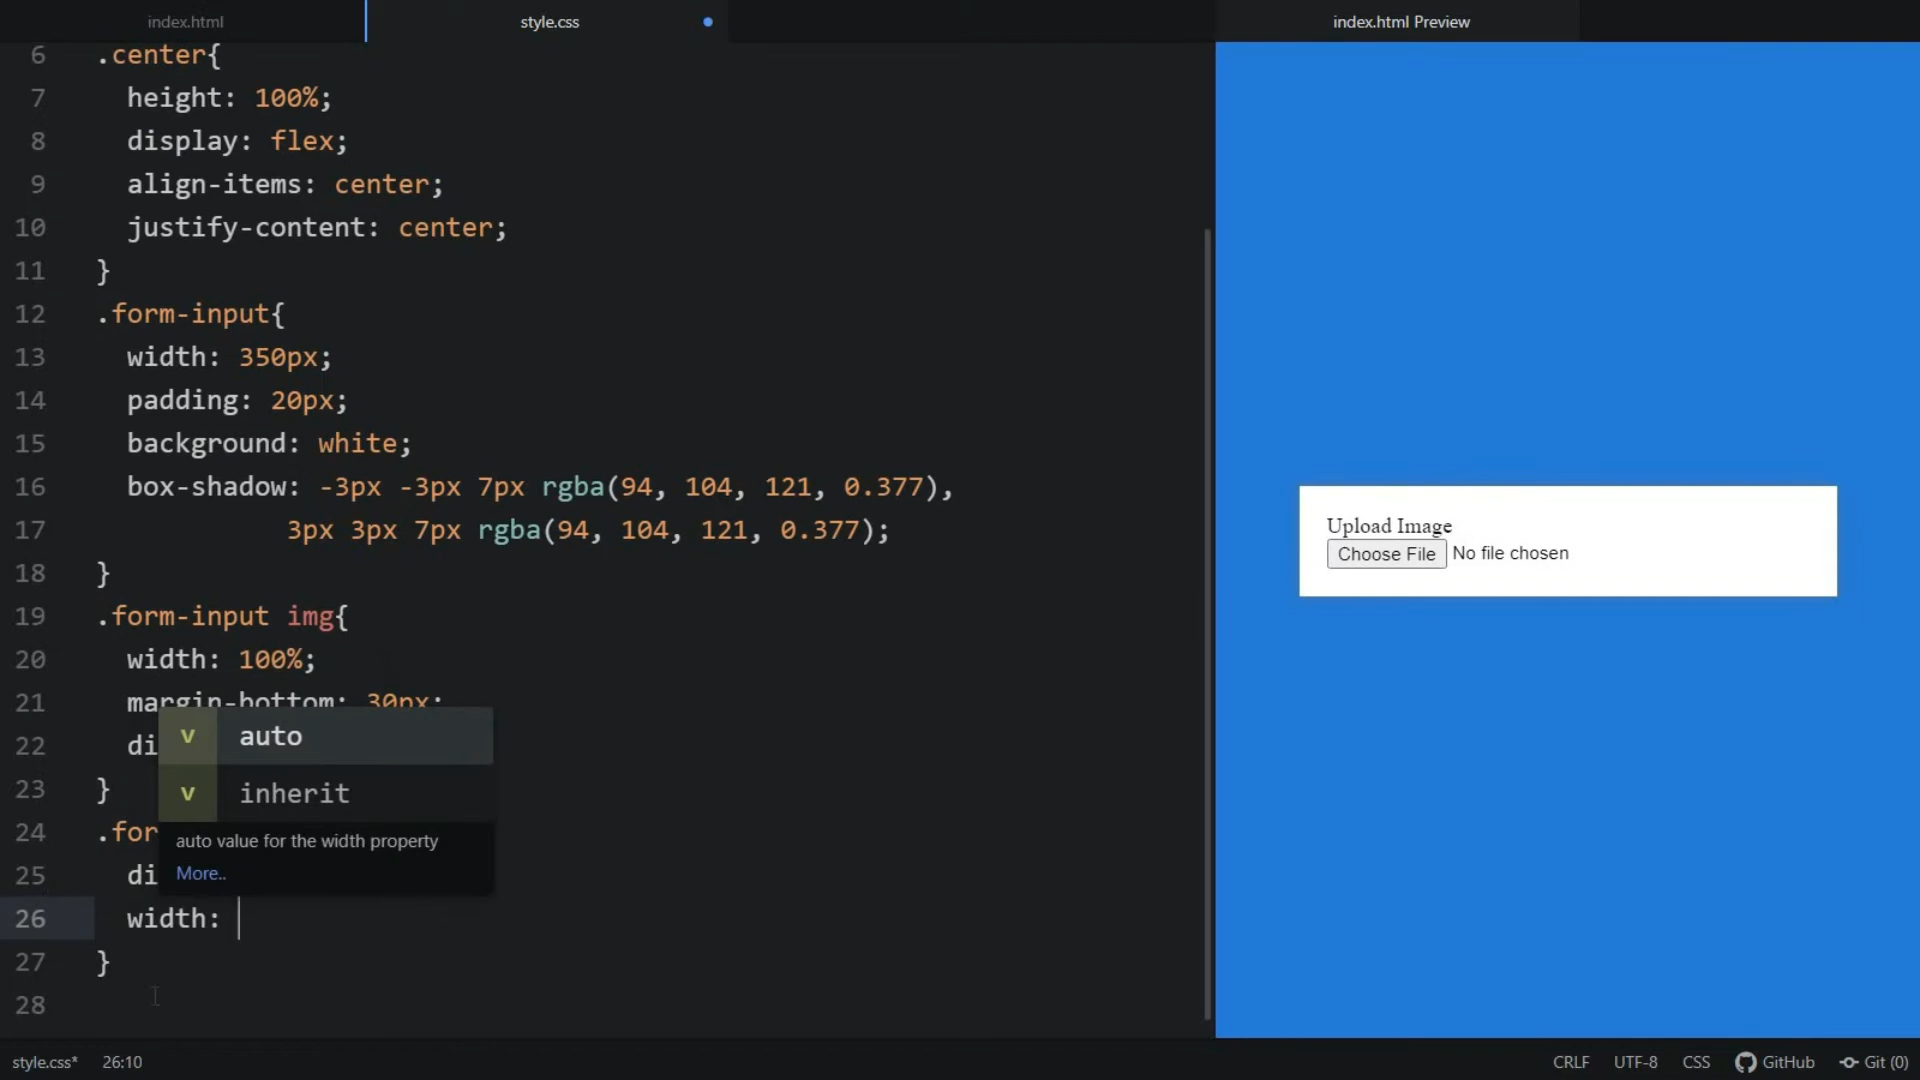 index.html
style.css
index.html Preview
6 .center{
7 height: 100%;
8 display: flex;
9 align-items: center;
10 justify-content: center;
11 }
12 .form-input{
13 width: 350px;
14 padding: 20px;
15 background: white;
16 box-shadow: -3px -3px 7px rgba(94, 104, 121, 0.377),
17 3px 3px 7px rgba(94, 104, 121, 0.377);
18 }
19 .form-input img{
20 width: 100%;
21 margin-bottom: 30px;
22 di
v auto
v inherit
auto value for the width property
More..
23 }
24 .for
25 di
26 width:
27 }
28
Upload Image
Choose File No file chosen
style.css* 26:10
CRLF UTF-8 CSS GitHub Git (0)